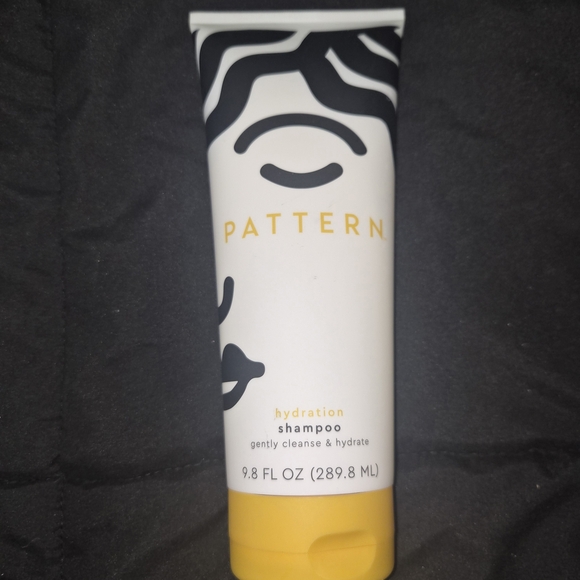 PATTERN
hydration
shampoo
gently cleanse & hydrate
9.8 FL OZ (289.8 ML)